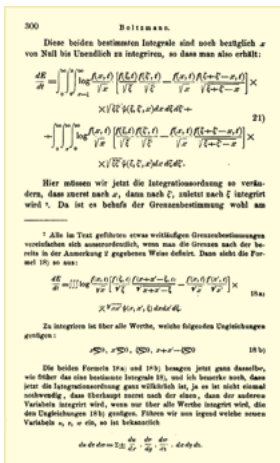 300
Boltzmann.
Diese beiden bestimmten Integrale sind noch bezüglich x
von Null bis Unendlich zu integriren, so dass man also erhält:
21)
Hier müssen wir jetzt die Integrationsordnung so verän-
dern, dass zuerst nach x, dann nach ζ, zuletzt nach ξ integrirt
wird. Da ist es behufs der Grenzenbestimmung wohl am
Alle im Text geführten etwas weitläufigen Grenzenbestimmungen
vereinfachen sich ausserordentlich, wenn man die Grenzen nach der be-
reits in der Anmerkung 2 gegebenen Weise definirt. Dann sieht die For-
mel 18) so aus:
18a)
Zu integriren ist über alle Werthe, welche folgenden Ungleichungen
genügen:
18b)
Die beiden Formeln 18a) und 18b) besagen jetzt ganz dasselbe,
wie früher das eine bestimmte Integrale 18), und ich bemerke noch, dass
jetzt die Integrationsordnung ganz willkürlich ist, ja es ist nicht einmal
nothwendig, dass überhaupt zuerst nach der einen, dann der anderen
Variabeln integrirt wird, wenn nur über alle Werthe integrirt wird, die
den Ungleichungen 18b) genügen. Führen wir nun irgend welche neuen
Variabeln u, v, w ein, so ist bekanntlich